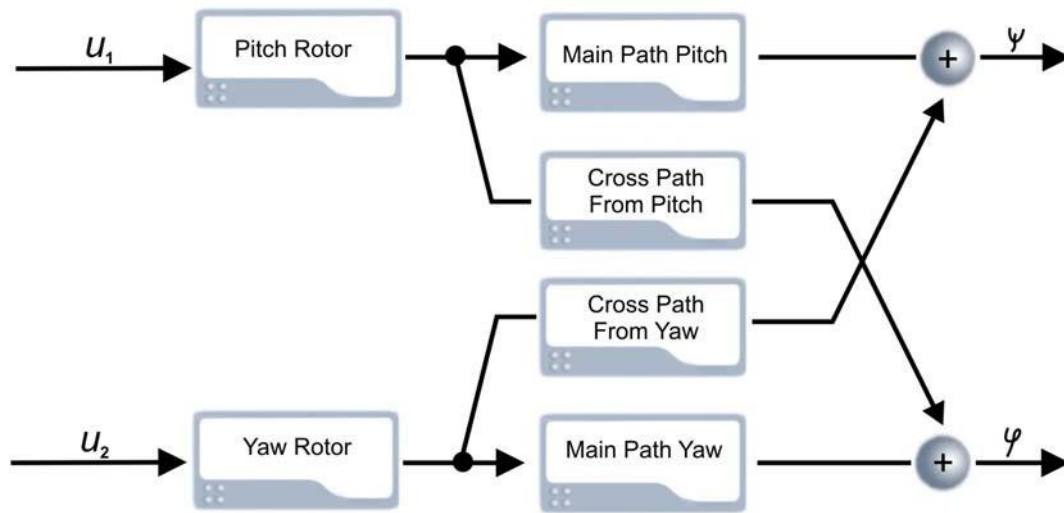 u₁
Pitch Rotor
Main Path Pitch
+
ψ
Cross Path
From Pitch
Cross Path
From Yaw
u₂
Yaw Rotor
Main Path Yaw
+
φ